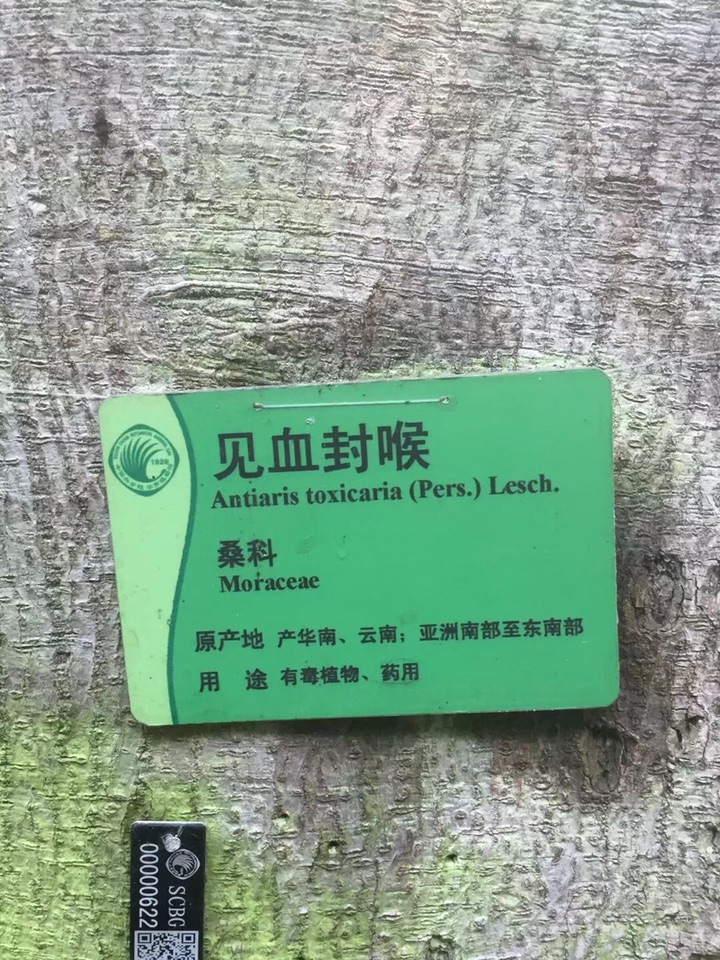 见血封喉
Antiaris toxicaria (Pers.) Lesch.
桑科
Moraceae
原产地 产华南、云南；亚洲南部至东南部
用 途 有毒植物、药用
1929
SCBG
00000622